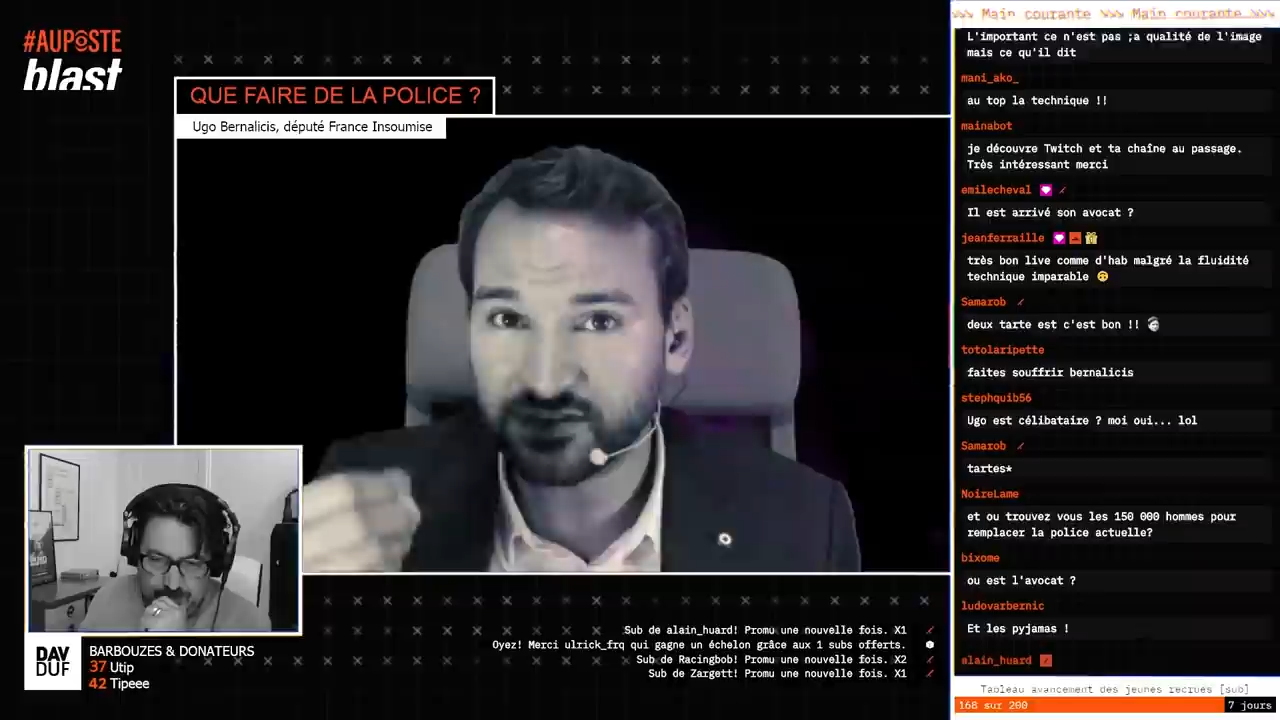 #AUPOSTE
blast
QUE FAIRE DE LA POLICE ?
Ugo Bernalicis, député France Insoumise
DAV
DUF
BARBOUZES & DONATEURS
37 Utip
42 Tipeee
Sub de alain_huard! Promu une nouvelle fois. X1
Oyez! Merci ulrick_frq qui gagne un échelon grâce aux 1 subs offerts.
Sub de Racingbob! Promu une nouvelle fois. X2
Sub de Zargett! Promu une nouvelle fois. X1
>>> Main courante >>> Main courante >>>
L'important ce n'est pas ;a qualité de l'image
mais ce qu'il dit
mani_ako_
au top la technique !!
mainabot
je découvre Twitch et ta chaîne au passage.
Très intéressant merci
emilecheval
Il est arrivé son avocat ?
jeanferraille
très bon live comme d'hab malgré la fluidité
technique imparable 🙃
Samarob
deux tarte est c'est bon !!
totolaripette
faites souffrir bernalicis
stephquib56
Ugo est célibataire ? moi oui... lol
Samarob
tartes*
NoireLame
et ou trouvez vous les 150 000 hommes pour
remplacer la police actuelle?
bixome
ou est l'avocat ?
ludovarbernic
Et les pyjamas !
alain_huard
Tableau avancement des jeunes recrues [sub]
168 sur 200
7 jours